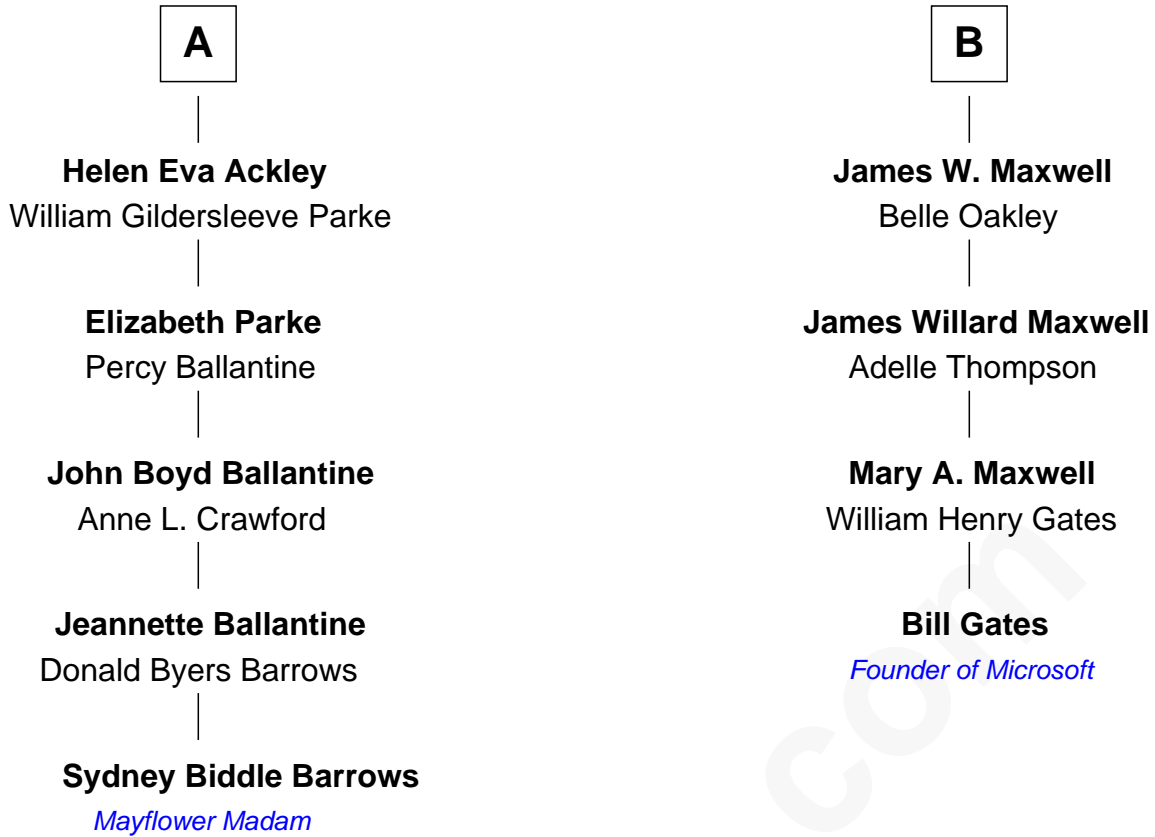 A
Helen Eva Ackley
William Gildersleeve Parke
Elizabeth Parke
Percy Ballantine
John Boyd Ballantine
Anne L. Crawford
Jeannette Ballantine
Donald Byers Barrows
Sydney Biddle Barrows
Mayflower Madam
B
James W. Maxwell
Belle Oakley
James Willard Maxwell
Adelle Thompson
Mary A. Maxwell
William Henry Gates
Bill Gates
Founder of Microsoft
com